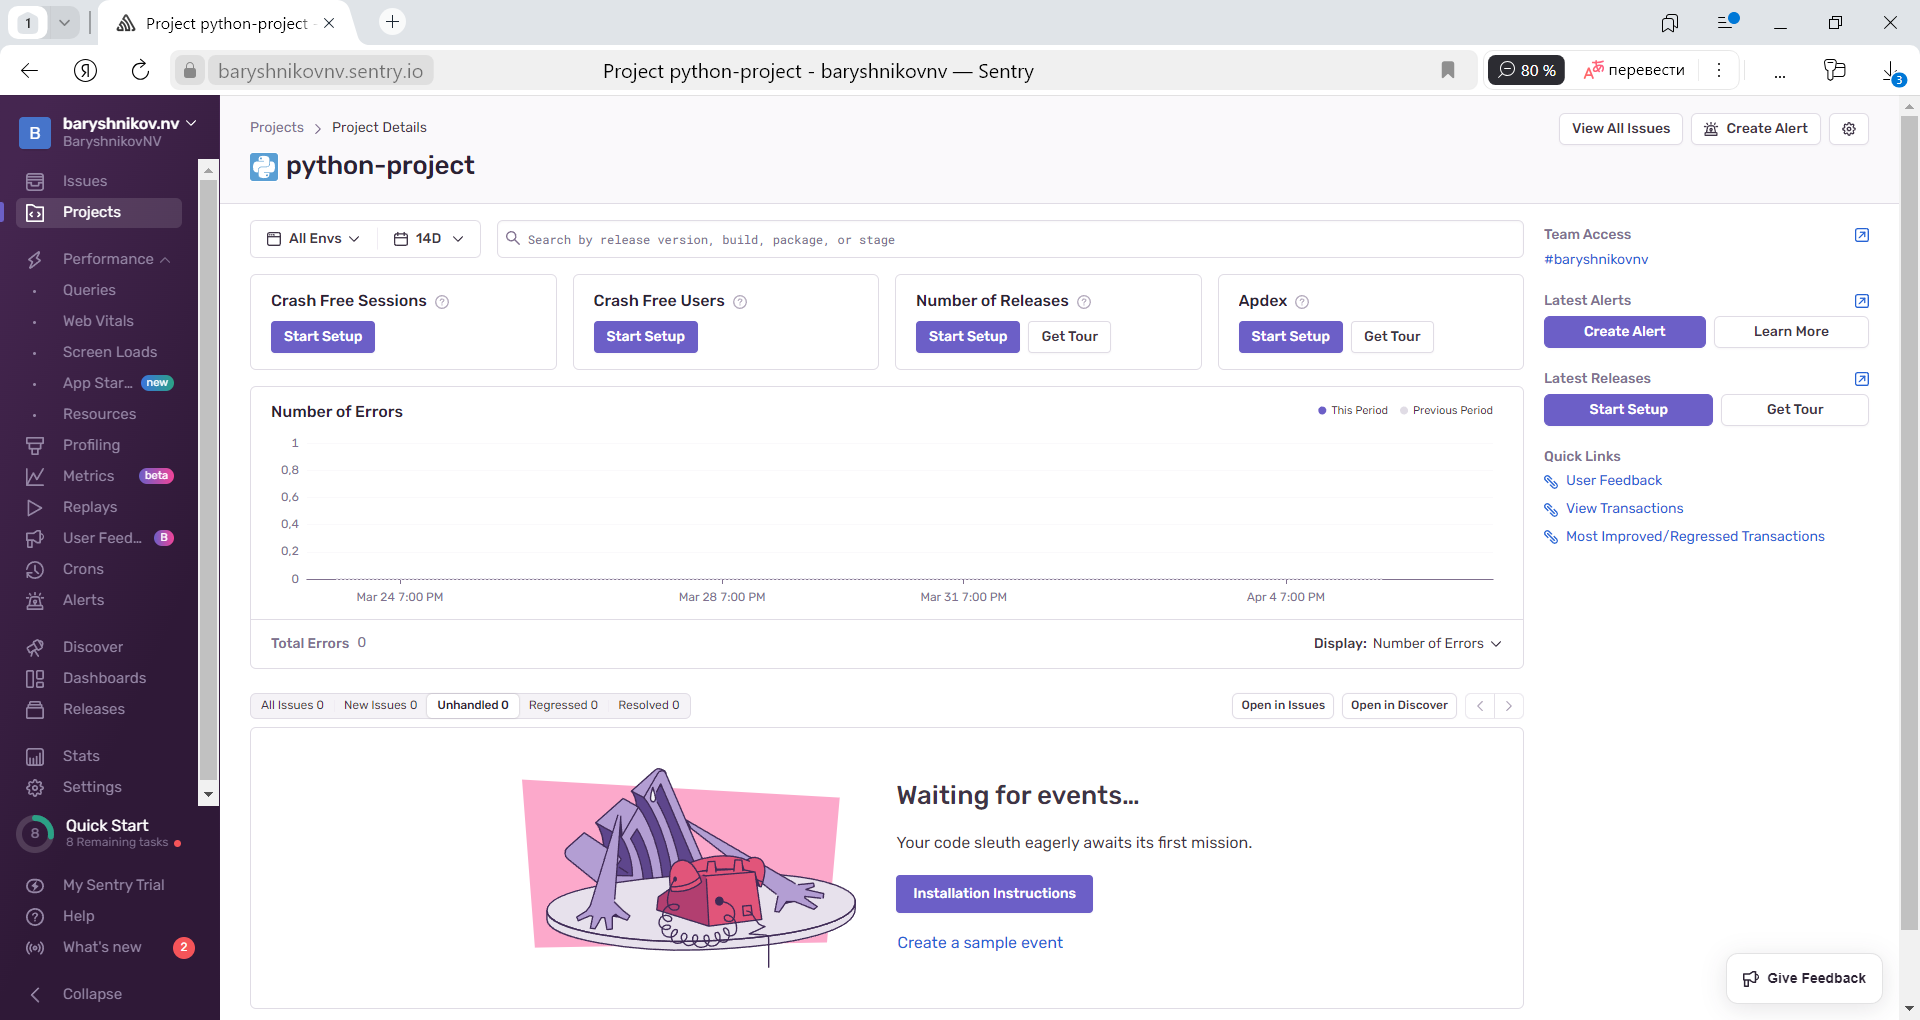 1
Project python-project -
baryshnikovnv.sentry.io
Project python-project - baryshnikovnv — Sentry
80 %
перевести
3
B
baryshnikov.nv
BaryshnikovNV
Issues
Projects
Performance
Queries
Web Vitals
Screen Loads
App Star...
new
Resources
Profiling
Metrics
beta
Replays
User Feed...
B
Crons
Alerts
Discover
Dashboards
Releases
Stats
Settings
8
Quick Start
8 Remaining tasks
My Sentry Trial
Help
What's new
2
Collapse
Projects
Project Details
python-project
View All Issues
Create Alert
All Envs
14D
Search by release version, build, package, or stage
Crash Free Sessions
Start Setup
Crash Free Users
Start Setup
Number of Releases
Start Setup
Get Tour
Apdex
Start Setup
Get Tour
Number of Errors
This Period
Previous Period
1
0,8
0,6
0,4
0,2
0
Mar 24 7:00 PM
Mar 28 7:00 PM
Mar 31 7:00 PM
Apr 4 7:00 PM
Total Errors 0
Display: Number of Errors
All Issues 0
New Issues 0
Unhandled 0
Regressed 0
Resolved 0
Open in Issues
Open in Discover
Waiting for events…
Your code sleuth eagerly awaits its first mission.
Installation Instructions
Create a sample event
Team Access
#baryshnikovnv
Latest Alerts
Create Alert
Learn More
Latest Releases
Start Setup
Get Tour
Quick Links
User Feedback
View Transactions
Most Improved/Regressed Transactions
Give Feedback